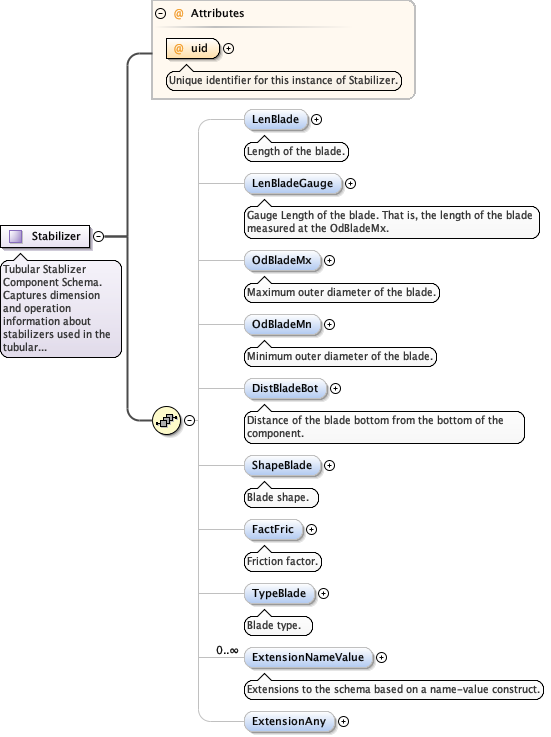 Attributes
@ uid
Unique identifier for this instance of Stabilizer.
LenBlade
Length of the blade.
LenBladeGauge
Gauge Length of the blade. That is, the length of the blade
measured at the OdBladeMx.
Stabilizer
Tubular Stablizer
Component Schema.
Captures dimension
and operation
information about
stabilizers used in the
tubular...
OdBladeMx
Maximum outer diameter of the blade.
OdBladeMn
Minimum outer diameter of the blade.
DistBladeBot
Distance of the blade bottom from the bottom of the
component.
ShapeBlade
Blade shape.
FactFric
Friction factor.
TypeBlade
Blade type.
0..∞
ExtensionNameValue
Extensions to the schema based on a name-value construct.
ExtensionAny